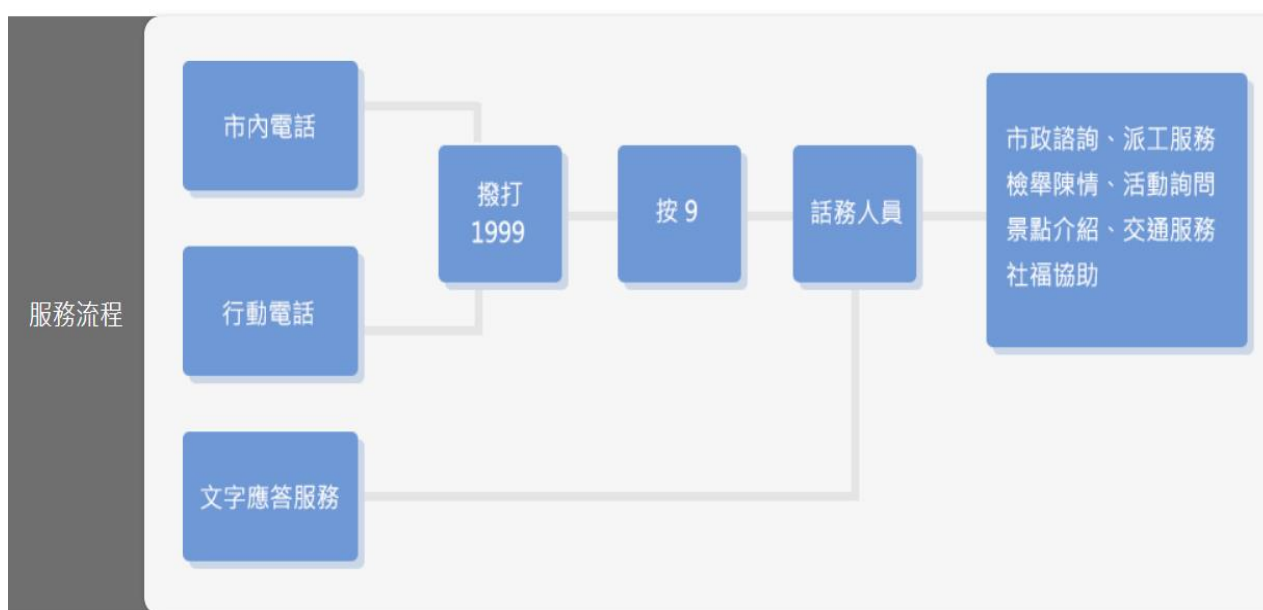 服務流程
市內電話
行動電話
文字應答服務
撥打
1999
按 9
話務人員
市政諮詢、派工服務
檢舉陳情、活動詢問
景點介紹、交通服務
社福協助